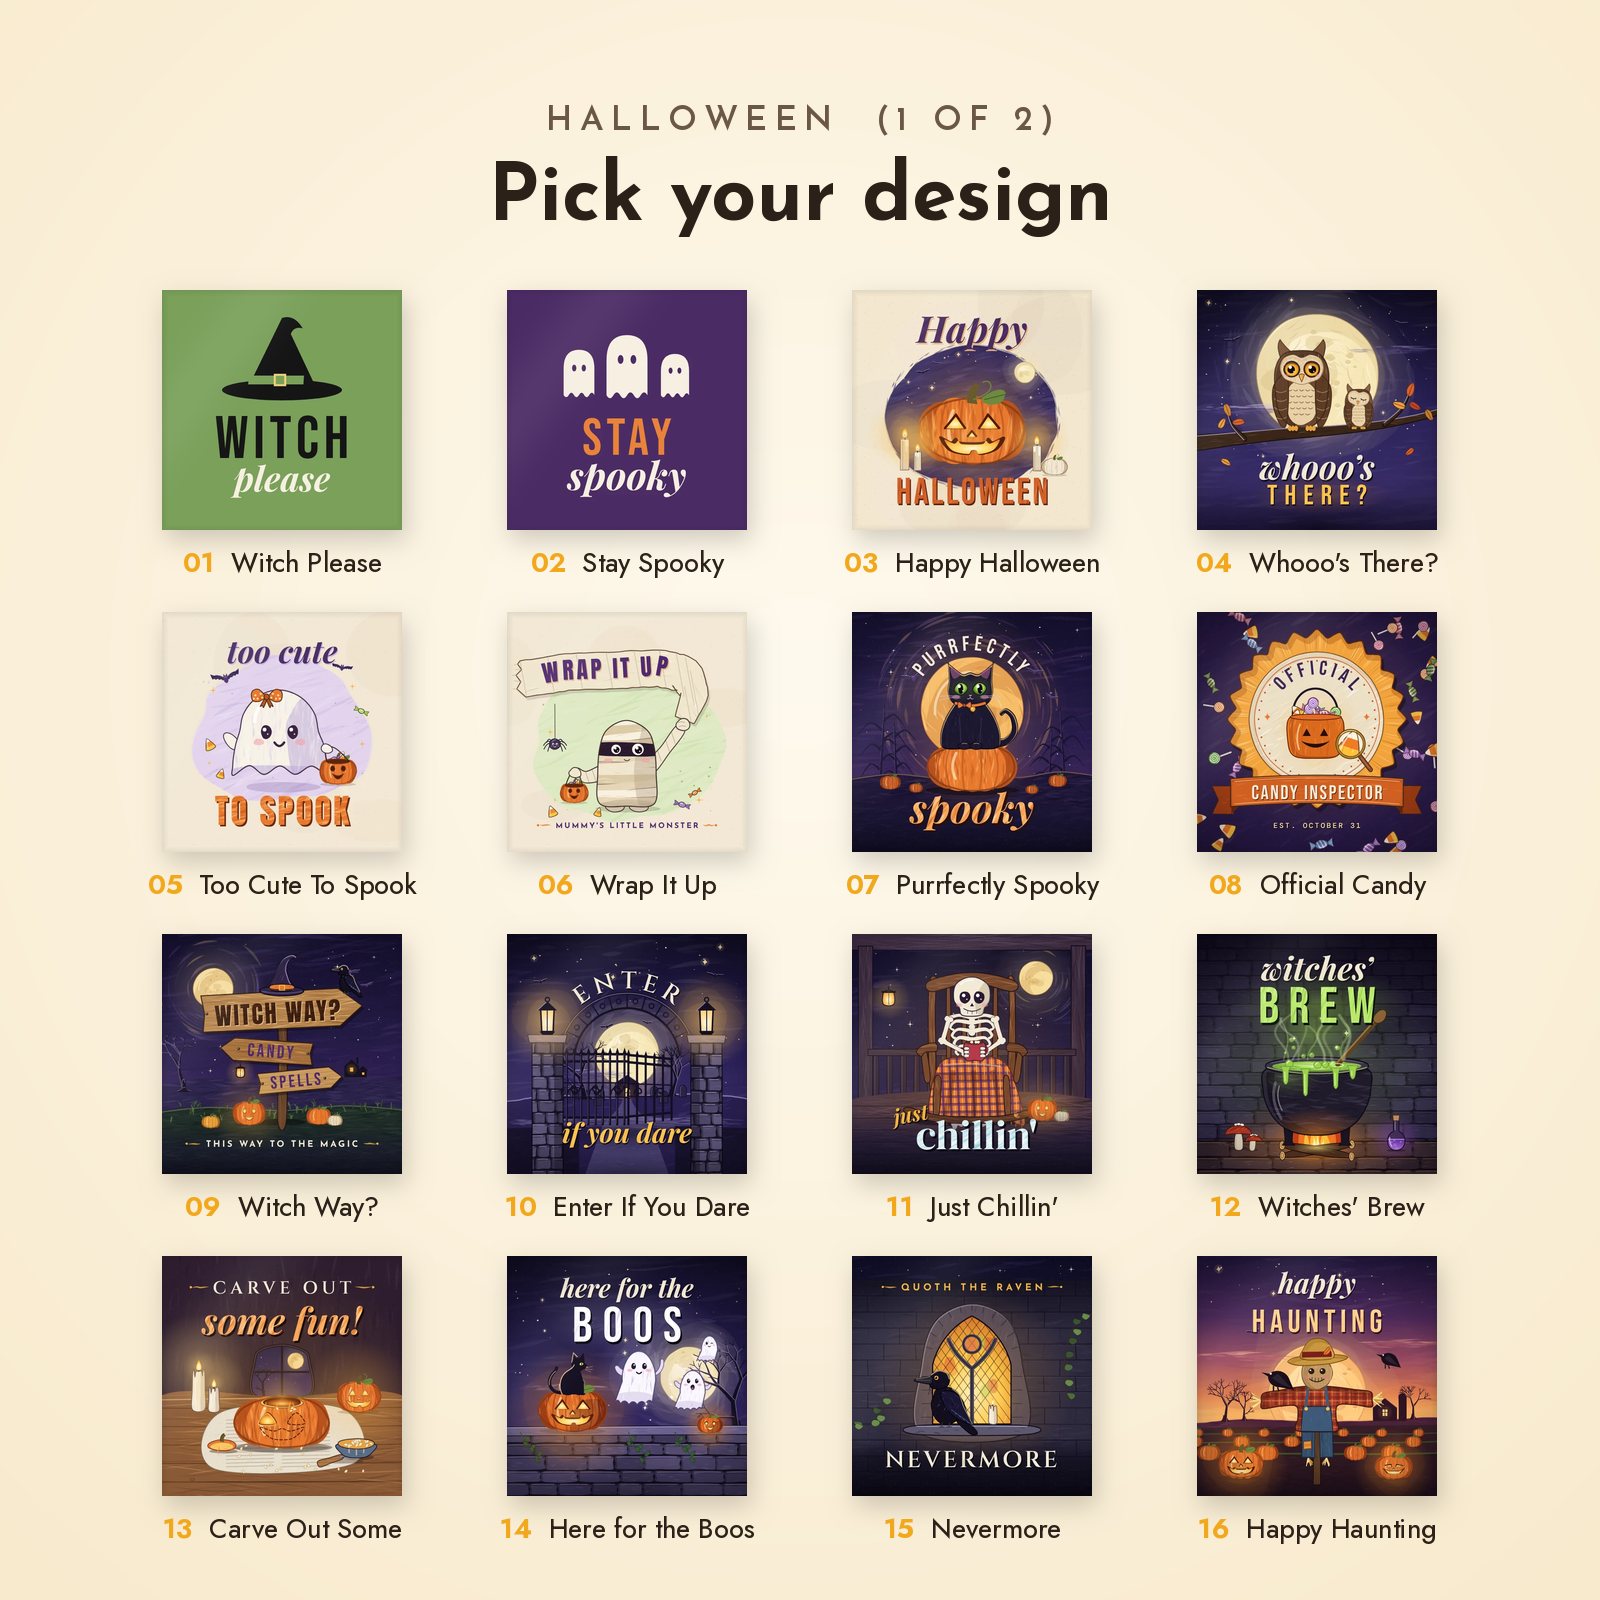 HALLOWEEN (1 OF 2)
Pick your design
WITCH
please
01 Witch Please
STAY
spooky
02 Stay Spooky
Happy
HALLOWEEN
03 Happy Halloween
whooo's
THERE?
04 Whooo's There?
too cute
TO SPOOK
05 Too Cute To Spook
WRAP IT UP
MUMMY'S LITTLE MONSTER
06 Wrap It Up
PURRFECTLY
spooky
07 Purrfectly Spooky
OFFICIAL
CANDY INSPECTOR
EST. OCTOBER 31
08 Official Candy
WITCH WAY?
CANDY
SPELLS
THIS WAY TO THE MAGIC
09 Witch Way?
ENTER
if you dare
10 Enter If You Dare
just
chillin'
11 Just Chillin'
witches'
BREW
12 Witches' Brew
CARVE OUT
some fun!
13 Carve Out Some
here for the
BOOS
14 Here for the Boos
QUOTH THE RAVEN
NEVERMORE
15 Nevermore
happy
HAUNTING
16 Happy Haunting